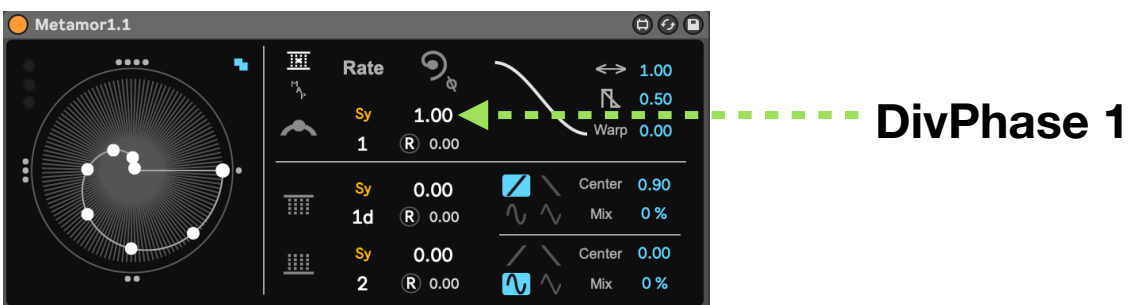 Metamor1.1
Rate
1.00
MAP
Sy 1.00
0.50
Warp 0.00
1 R 0.00
DivPhase 1
Sy 0.00 Center 0.90
1d R 0.00 Mix 0 %
Sy 0.00 Center 0.00
2 R 0.00 Mix 0 %